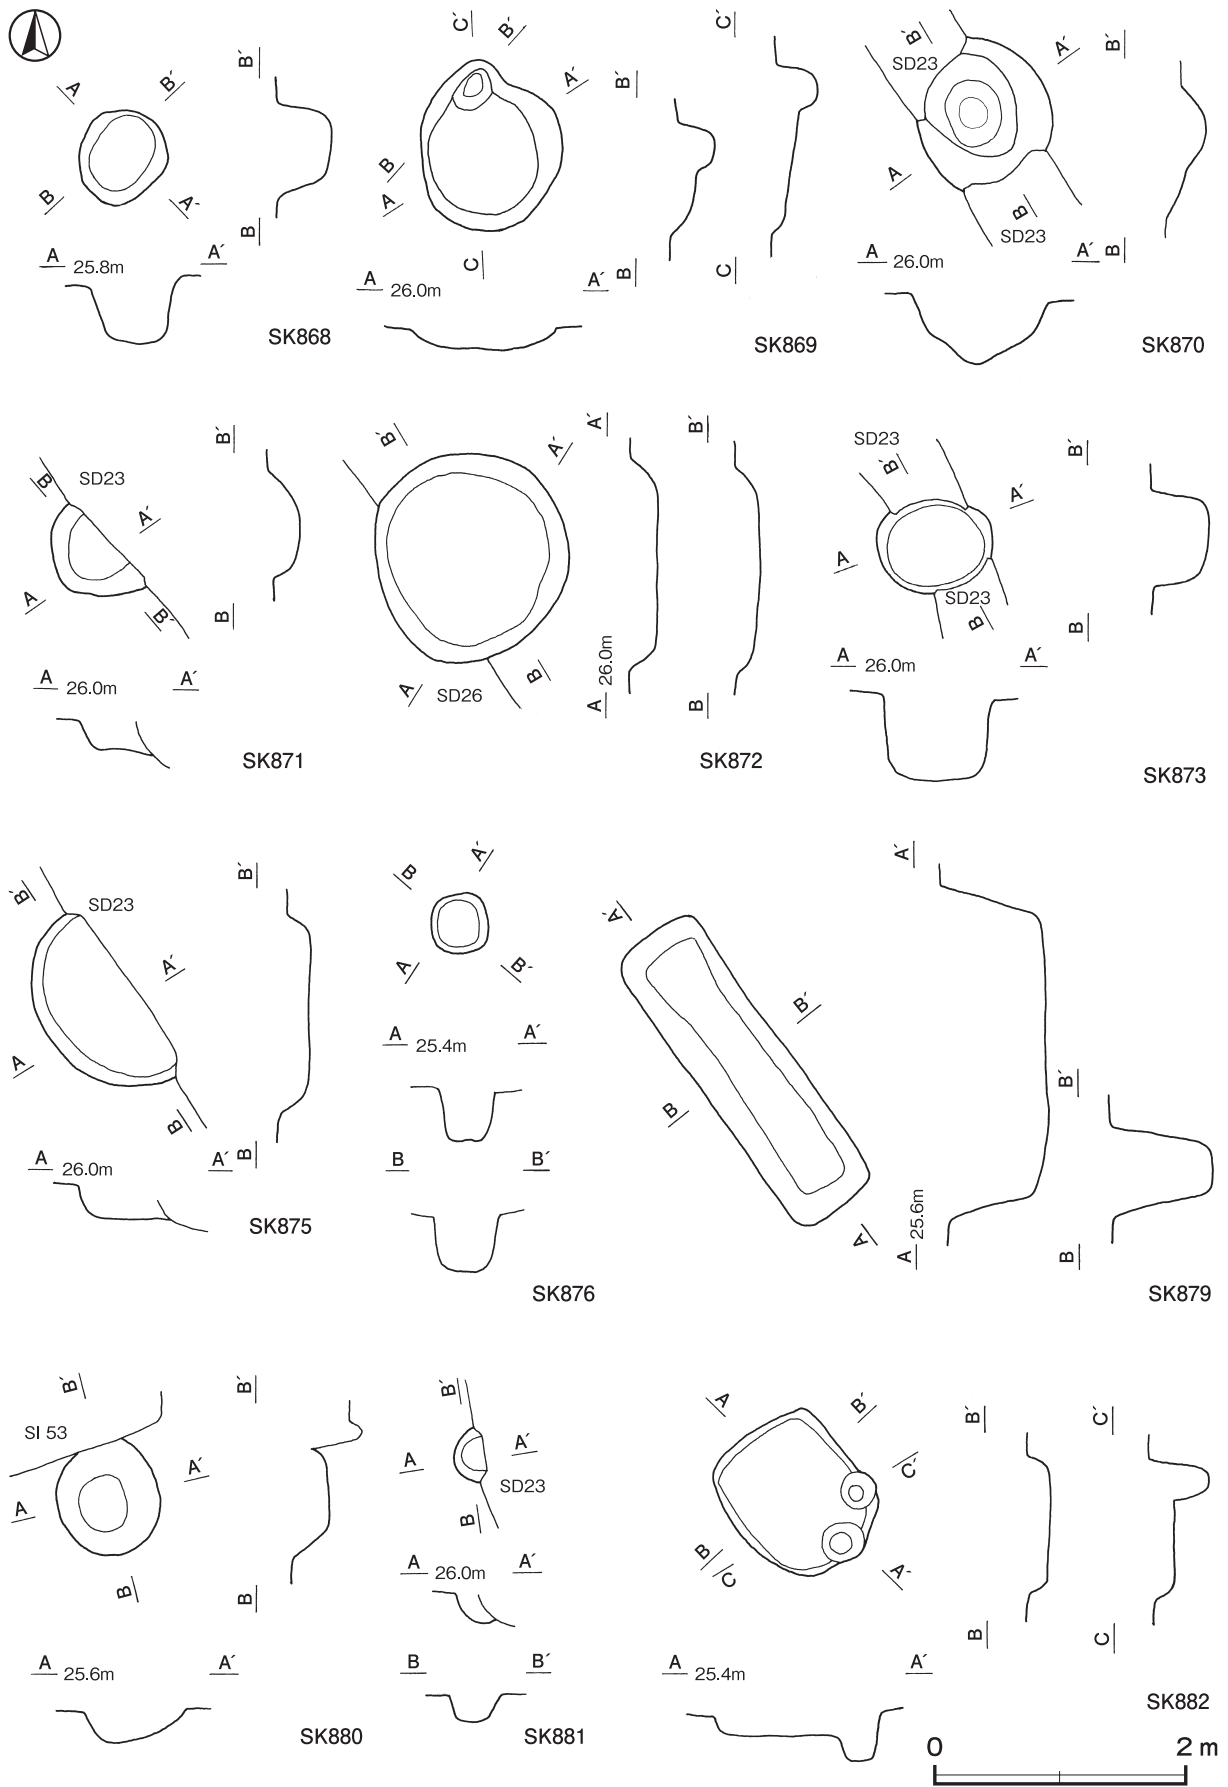 B´
A
B´
B
A´
B
A 25.8m A´
SK868
C´
B´
A´
B
A
C
A 26.0m A´
B´
B
C´
C
SK869
B´
SD23
A´
A
B
SD23
A 26.0m A´
B´
B
SK870
B
SD23
A´
A
B´
B´
B
A 26.0m A´
SK871
B´
A´
A
SD26
B
A´
A 26.0m
B´
B
SK872
SD23
B´
A´
A
SD23
B
B´
B
A 26.0m A´
SK873
B´
SD23
A´
A
B
B´
B
A 26.0m A´
SK875
A´
B
A
B´
A 25.4m A´
B B´
SK876
A´
B´
B
A
A´
A 25.6m
B´
B
SK879
B´
SI 53
A´
A
B
B´
B
A 25.6m A´
SK880
B´
A A´
SD23
B
A 26.0m A´
B B´
SK881
A
B´
C´
B
C
A´
B´
B
C´
C
A 25.4m A´
SK882
0 2 m